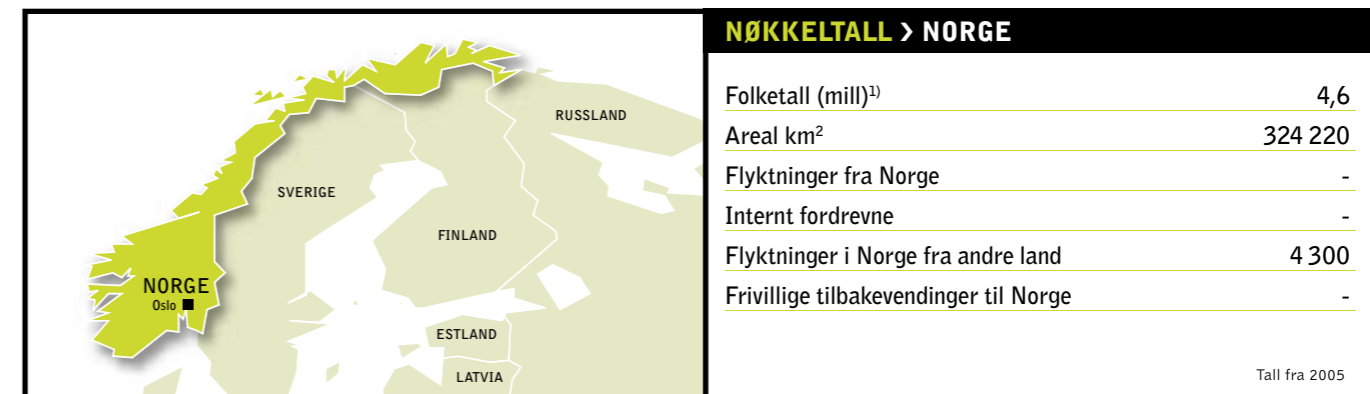 RUSSLAND
SVERIGE
FINLAND
NORGE
Oslo
ESTLAND
LATVIA
NØKKELTALL › NORGE
Folketall (mill)1) 4,6
Areal km2 324 220
Flyktninger fra Norge -
Internt fordrevne -
Flyktninger i Norge fra andre land 4 300
Frivillige tilbakevendinger til Norge -
Tall fra 2005